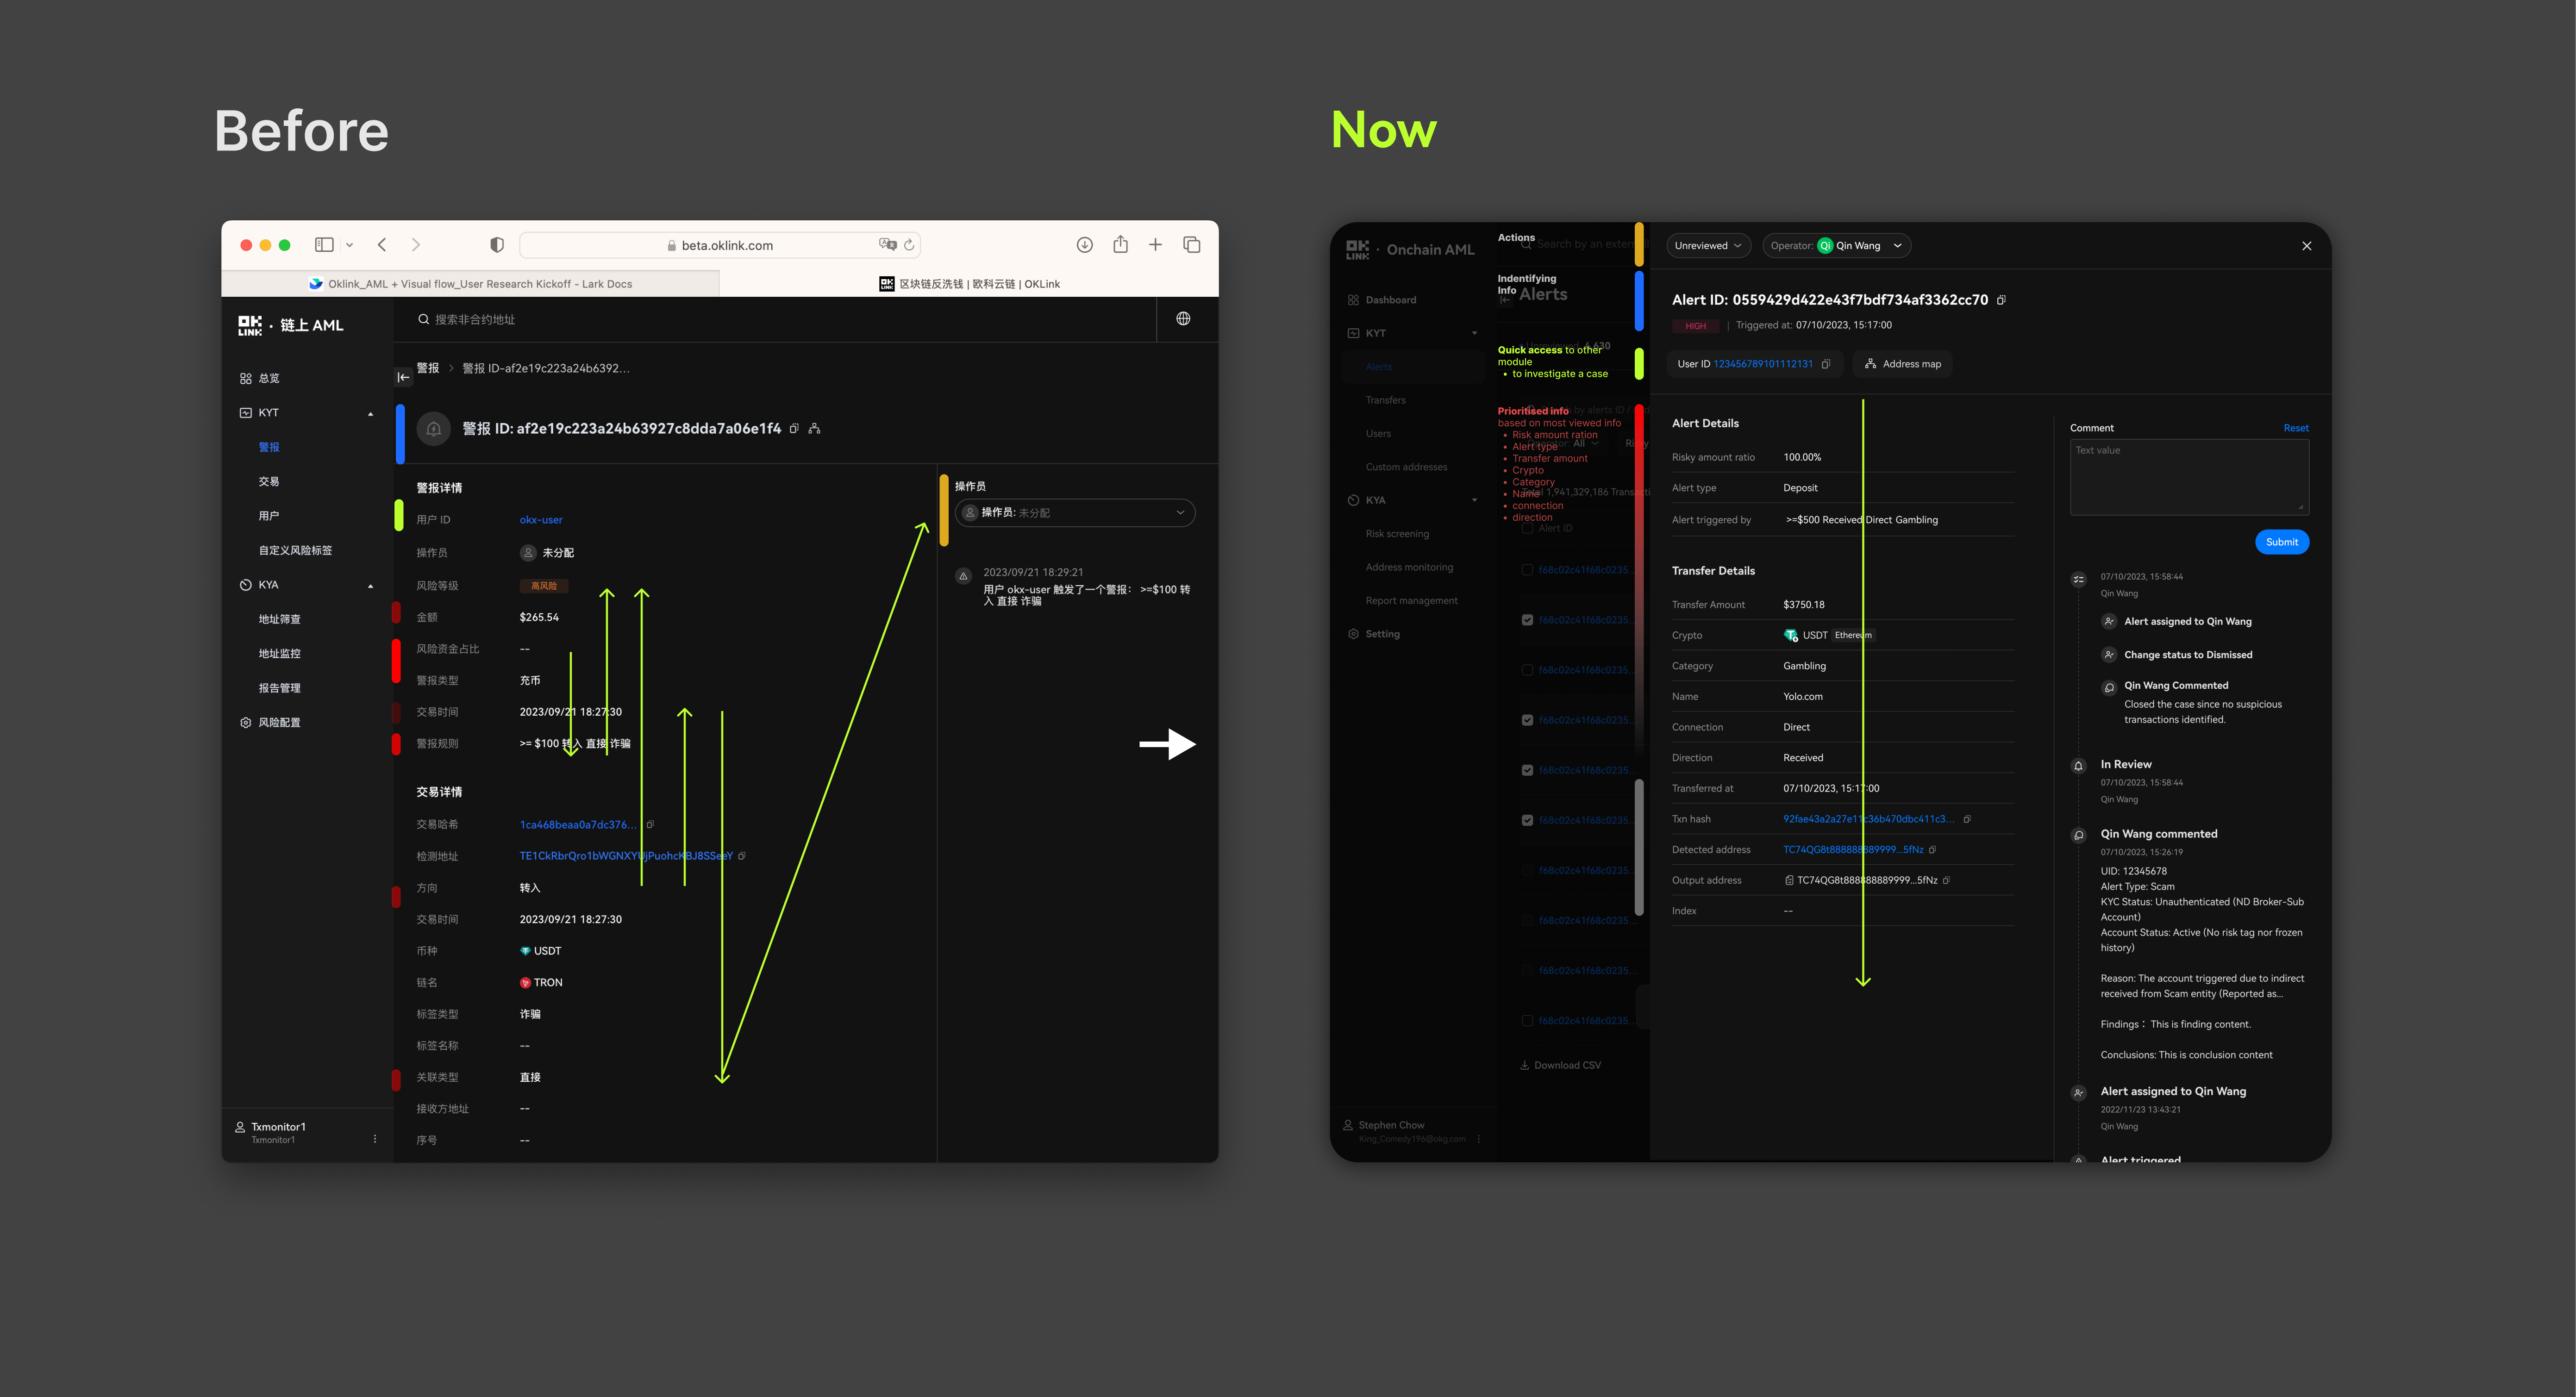 Before
Now
beta.oklink.com
Oklink_AML + Visual flow_User Research Kickoff - Lark Docs
区块链反洗钱 | 欧科云链 | OKLink
OK LINK · 链上 AML
搜索非合约地址
总览
KYT
警报
交易
用户
自定义风险标签
KYA
地址筛查
地址监控
报告管理
风险配置
Txmonitor1
Txmonitor1
警报 > 警报 ID-af2e19c223a24b6392...
警报 ID: af2e19c223a24b63927c8dda7a06e1f4
警报详情
用户 ID okx-user
操作员 未分配
风险等级 高风险
金额 $265.54
风险资金占比 --
警报类型 充币
交易时间 2023/09/21 18:27:30
警报规则 >= $100 转入 直接 诈骗
交易详情
交易哈希 1ca468beaa0a7dc376...
检测地址
方向 转入
交易时间 2023/09/21 18:27:30
币种 USDT
链名 TRON
标签类型 诈骗
标签名称 --
关联类型 直接
接收方地址 --
序号 --
操作员
操作员: 未分配
2023/09/21 18:29:21
用户 okx-user 触发了一个警报： >=$100 转
入 直接 诈骗
OK LINK · Onchain AML
Dashboard
KYT
Alerts
Transfers
Users
Custom addresses
KYA
Risk screening
Address monitoring
Report management
Setting
Stephen Chow
King_Comedy196@okg.com
Actions
Search by an extern
Indentifying
Info
Alerts
4,630
Quick access to other
module
to investigate a case
Prioritised info
based on most viewed info
Risk amount ration
Alert type
Transfer amount
Crypto
Category
Name
connection
direction
All
Total 1,941,329,186 Transacti
Alert ID
f68c02c41f68c0235...
f68c02c41f68c0235...
f68c02c41f68c0235...
f68c02c41f68c0235...
f68c02c41f68c0235...
f68c02c41f68c0235...
f68c02c41f68c0235...
f68c02c41f68c0235...
f68c02c41f68c0235...
f68c02c41f68c0235...
Download CSV
Unreviewed
Operator: Qi Qin Wang
Alert ID: 0559429d422e43f7bdf734af3362cc70
HIGH | Triggered at: 07/10/2023, 15:17:00
User ID 123456789101112131
Address map
Alert Details
Risky amount ratio 100.00%
Alert type Deposit
Alert triggered by >=$500 Received Direct Gambling
Transfer Details
Transfer Amount $3750.18
Crypto USDT Ethereum
Category Gambling
Name Yolo.com
Connection Direct
Direction Received
Transferred at 07/10/2023, 15:17:00
Txn hash 92fae43a2a27e11c36b470dbc411c3...
Detected address TC74QG8t888888889999...5fNz
Output address TC74QG8t888888889999...5fNz
Index --
Comment Reset
Text value
Submit
07/10/2023, 15:58:44
Qin Wang
Alert assigned to Qin Wang
Change status to Dismissed
Qin Wang Commented
Closed the case since no suspicious
transactions identified.
In Review
07/10/2023, 15:58:44
Qin Wang
Qin Wang commented
07/10/2023, 15:26:19
UID: 12345678
Alert Type: Scam
KYC Status: Unauthenticated (ND Broker-Sub
Account)
Account Status: Active (No risk tag nor frozen
history)
Reason: The account triggered due to indirect
received from Scam entity (Reported as...
Findings： This is finding content.
Conclusions: This is conclusion content
Alert assigned to Qin Wang
2022/11/23 13:43:21
Qin Wang
Alert triggered